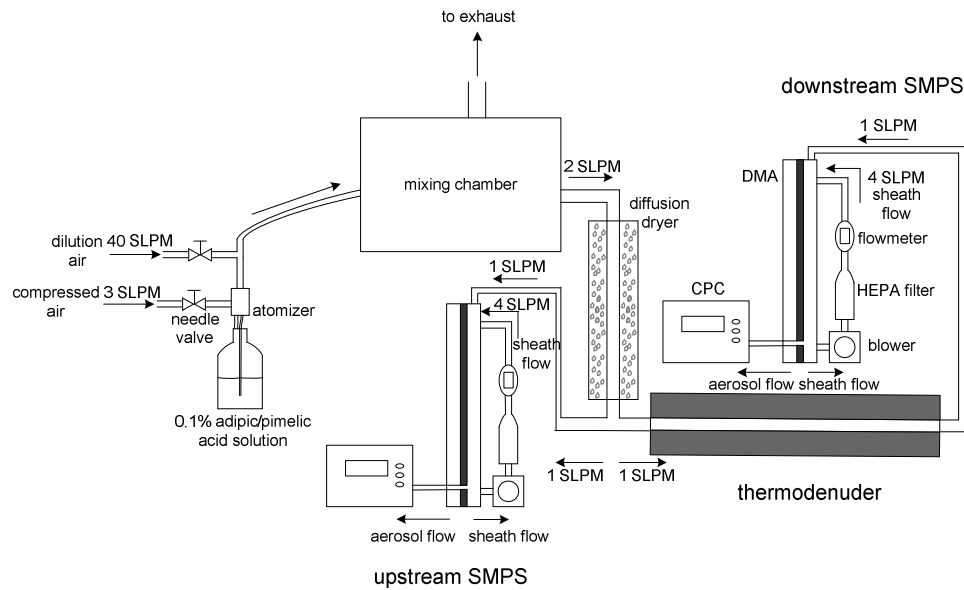 to exhaust
downstream SMPS
1 SLPM
mixing chamber
2 SLPM
DMA
4 SLPM
sheath
flow
diffusion
dryer
flowmeter
dilution 40 SLPM
air
1 SLPM
compressed 3 SLPM
air
needle
valve
atomizer
4 SLPM
sheath
flow
CPC
HEPA filter
blower
aerosol flow sheath flow
0.1% adipic/pimelic
acid solution
1 SLPM
1 SLPM
thermodenuder
aerosol flow
sheath flow
upstream SMPS